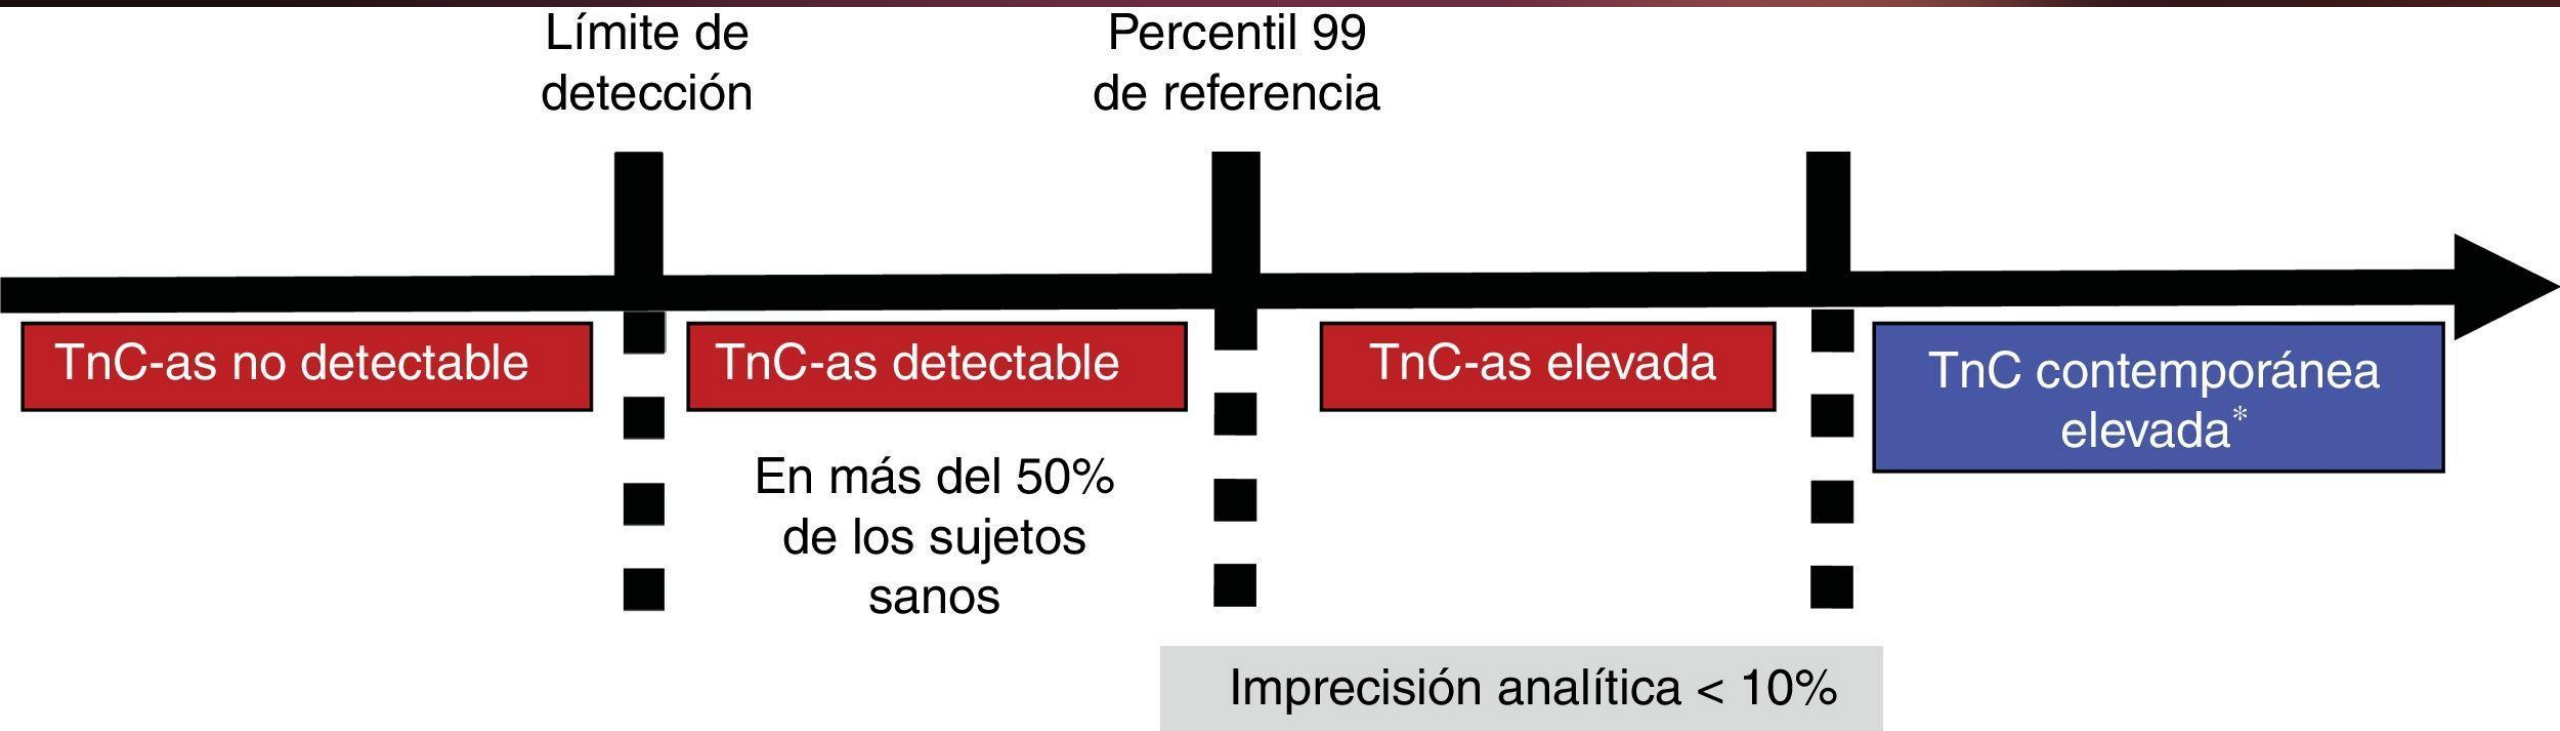 Límite de
detección
Percentil 99
de referencia
TnC-as no detectable
TnC-as detectable
TnC-as elevada
TnC contemporánea
elevada*
En más del 50%
de los sujetos
sanos
Imprecisión analítica < 10%